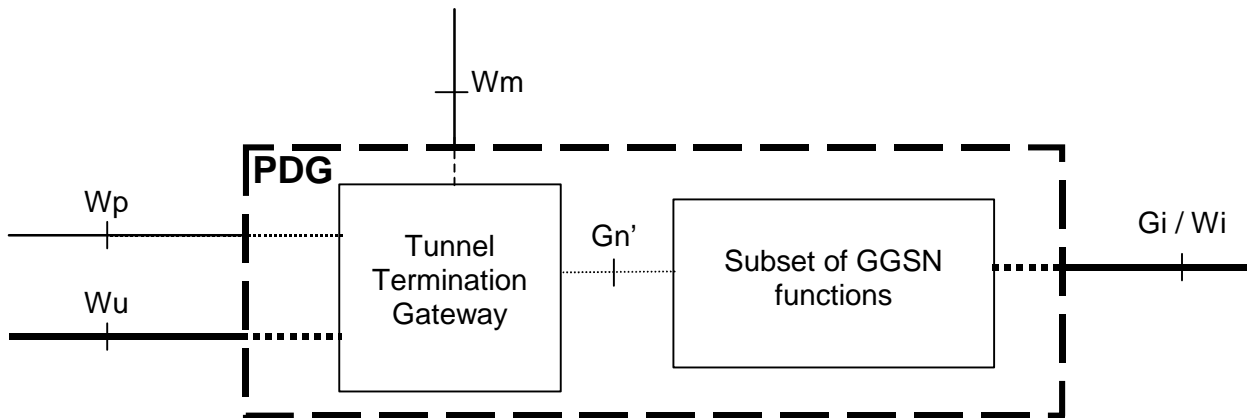 Wm
PDG
Wp
Wu
Tunnel
Termination
Gateway
Gn’
Subset of GGSN
functions
Gi / Wi